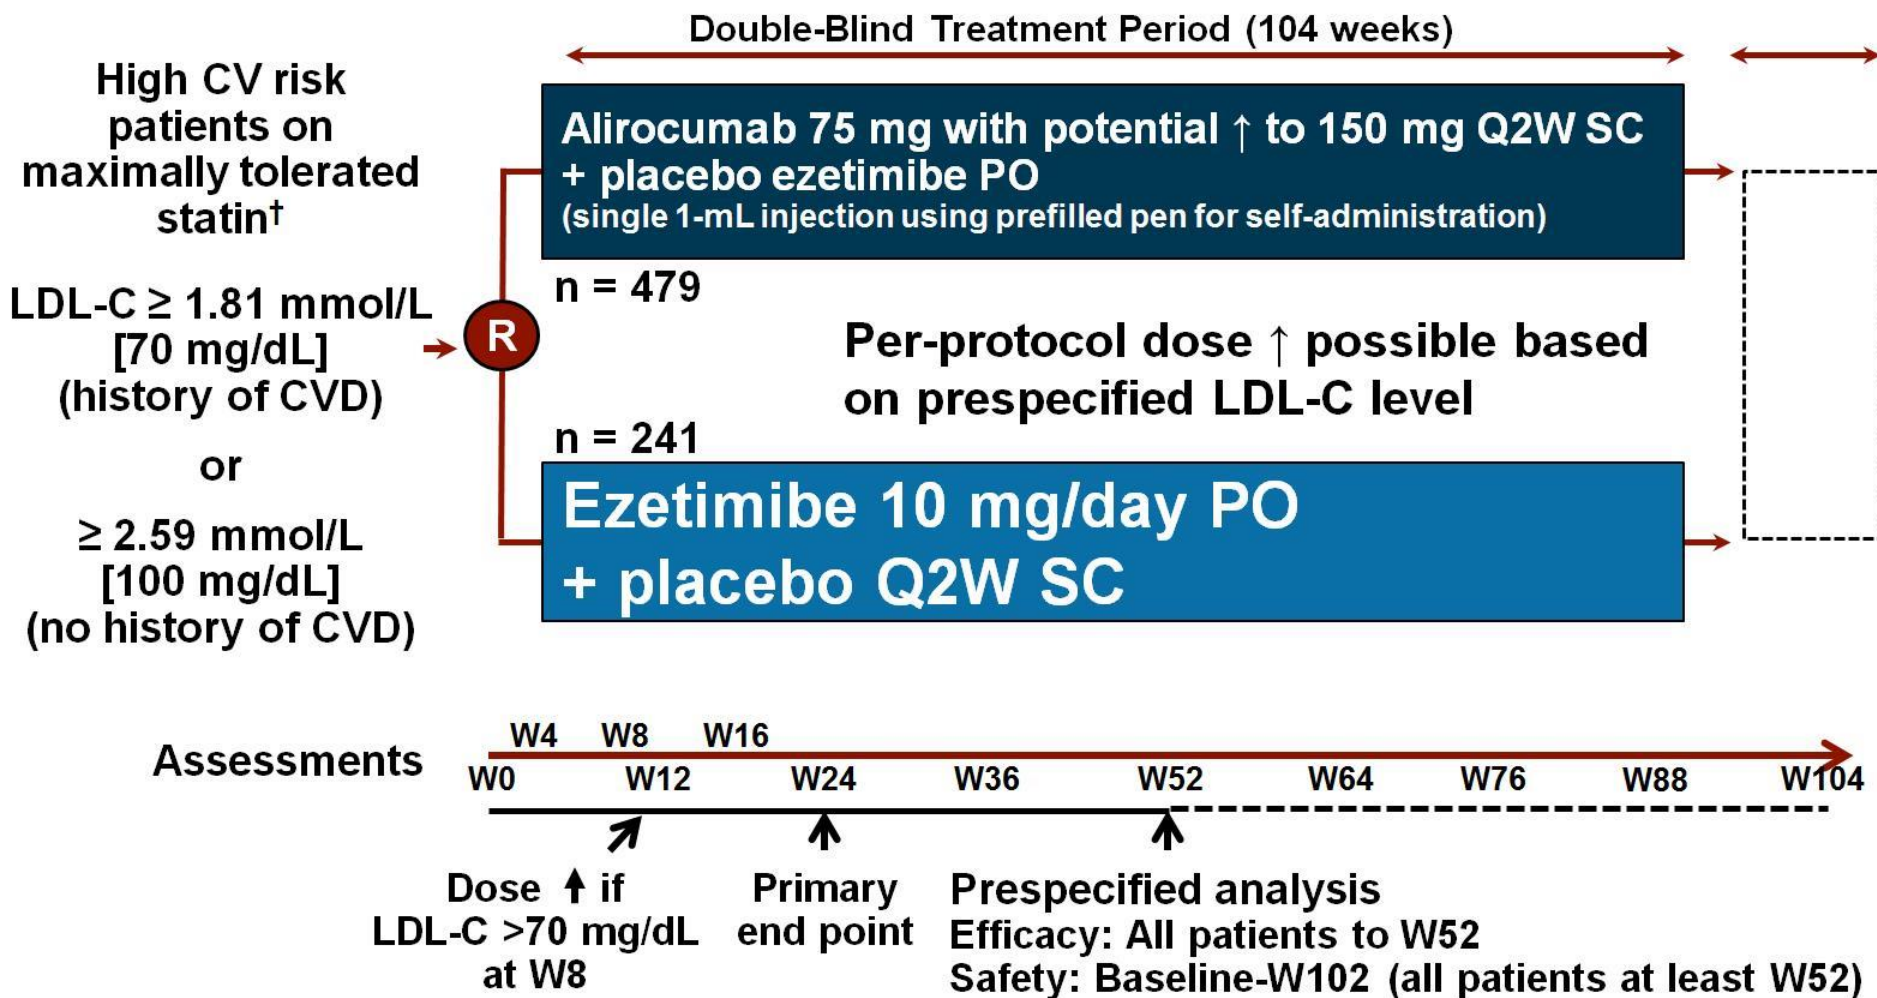 Double-Blind Treatment Period (104 weeks)
High CV risk
patients on
maximally tolerated
statin†
LDL-C ≥ 1.81 mmol/L
[70 mg/dL]
(history of CVD)
or
≥ 2.59 mmol/L
[100 mg/dL]
(no history of CVD)
R
Alirocumab 75 mg with potential ↑ to 150 mg Q2W SC
+ placebo ezetimibe PO
(single 1-mL injection using prefilled pen for self-administration)
n = 479
Per-protocol dose ↑ possible based
on prespecified LDL-C level
n = 241
Ezetimibe 10 mg/day PO
+ placebo Q2W SC
Assessments
W4 W8 W16
W0 W12 W24 W36 W52 W64 W76 W88 W104
Dose ↑ if
LDL-C >70 mg/dL
at W8
Primary
end point
Prespecified analysis
Efficacy: All patients to W52
Safety: Baseline-W102 (all patients at least W52)